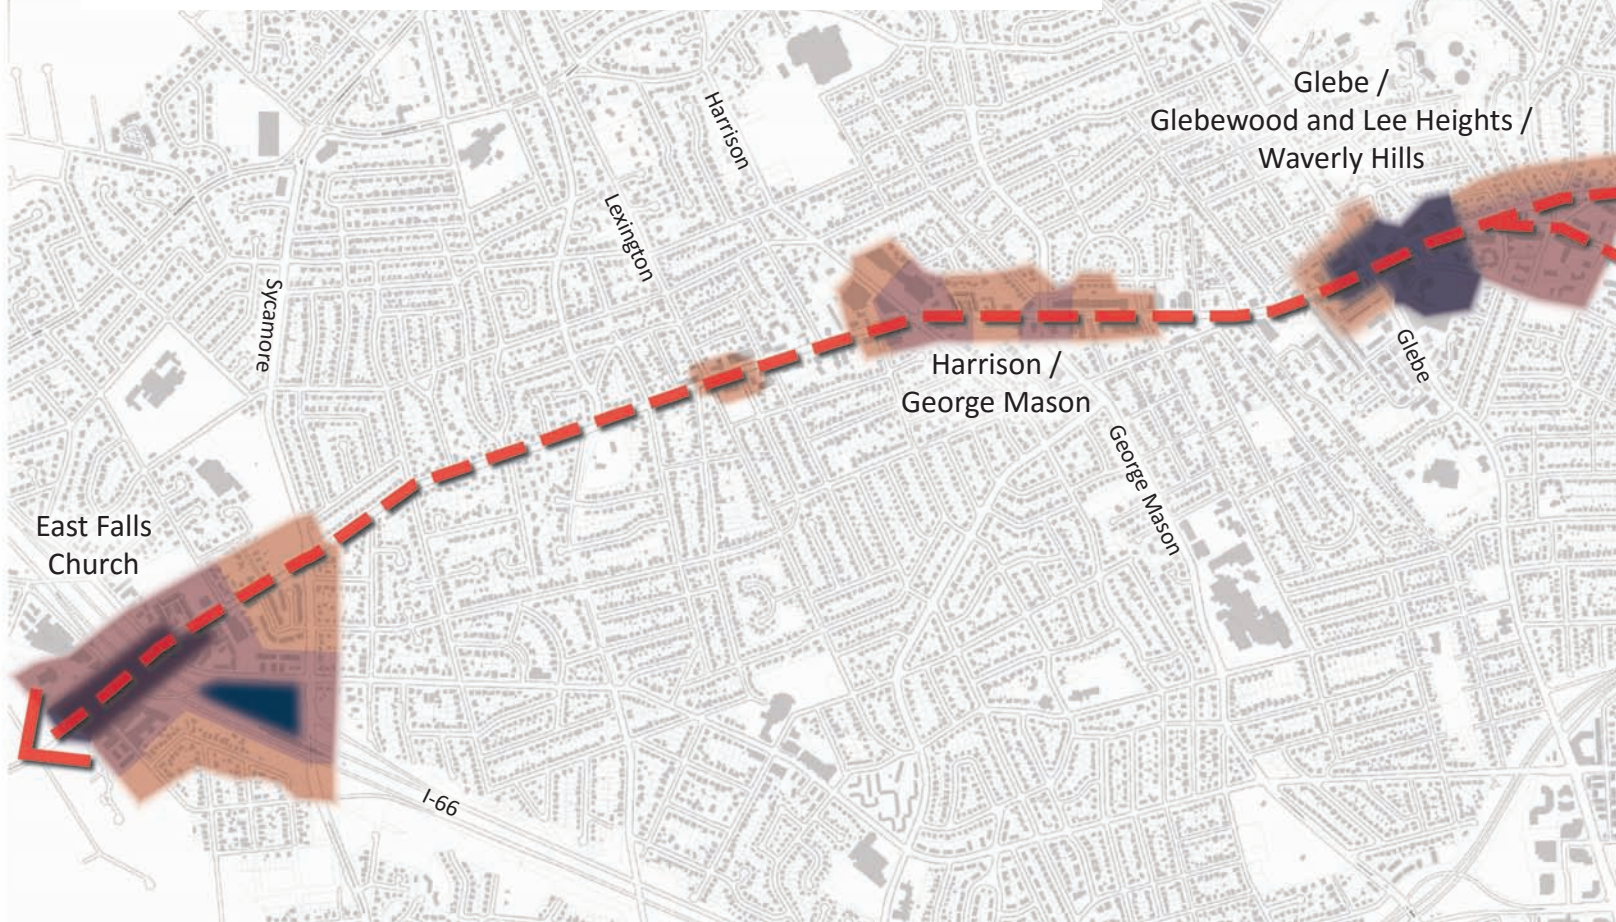 Glebe /
Glebewood and Lee Heights /
Waverly Hills
Harrison
Lexington
Sycamore
Glebe
Harrison /
George Mason
George Mason
East Falls
Church
I-66